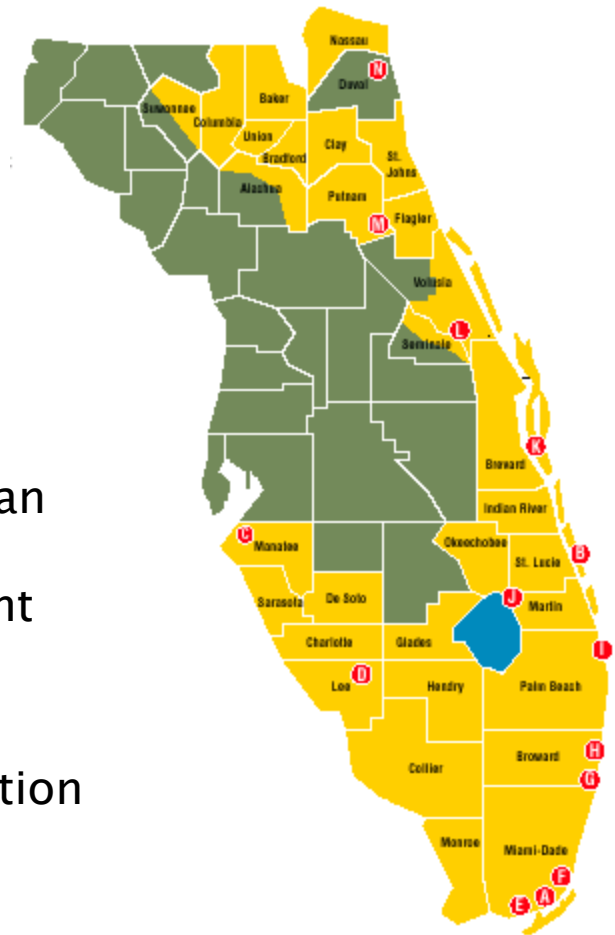 Nassau
Duval N
Suwannee
Columbia
Baker
Union
Bradford
Clay
St. Johns
Alachua
Putnam
M
Flagler
Volusia
L
Seminole
K
Brevard
an
Indian River
C
Manatee
Okeechobee
St. Lucie
B
nt
Sarasota
De Soto
J
Martin
Charlotte
Glades
I
Lee D
Hendry
Palm Beach
Collier
Broward
H
G
tion
Monroe
Miami-Dade
F
A
E